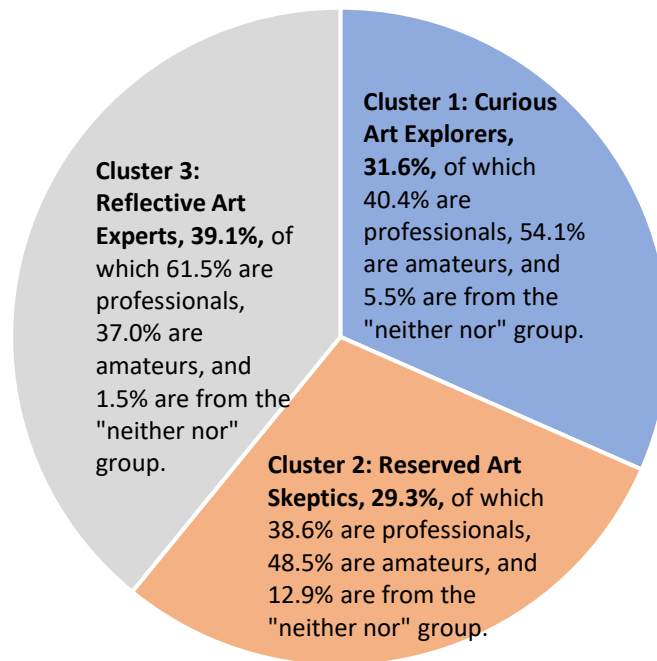 Cluster 1: Curious
Art Explorers,
31.6%, of which
40.4% are
professionals, 54.1%
are amateurs, and
5.5% are from the
"neither nor" group.
Cluster 3:
Reflective Art
Experts, 39.1%, of
which 61.5% are
professionals,
37.0% are
amateurs, and
1.5% are from the
"neither nor"
group.
Cluster 2: Reserved Art
Skeptics, 29.3%, of which
38.6% are professionals,
48.5% are amateurs, and
12.9% are from the
"neither nor" group.